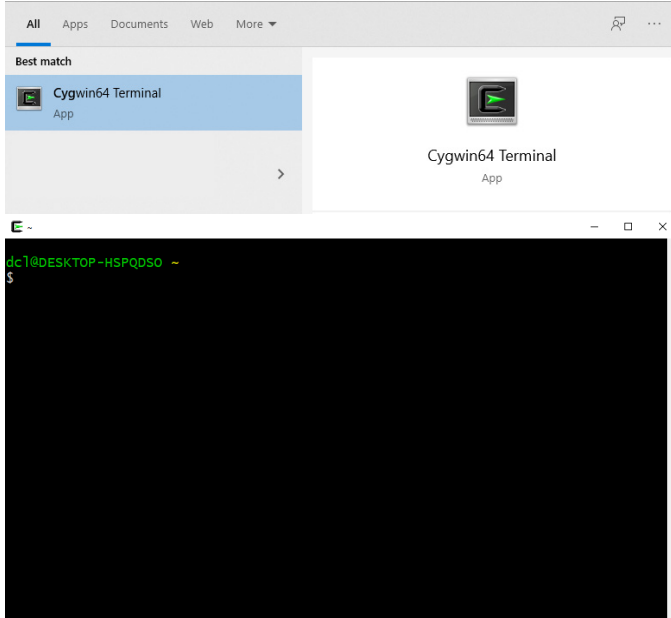 All Apps Documents Web More
Best match
Cygwin64 Terminal
App
Cygwin64 Terminal
App
~
dcl@DESKTOP-HSPQDSO ~
$